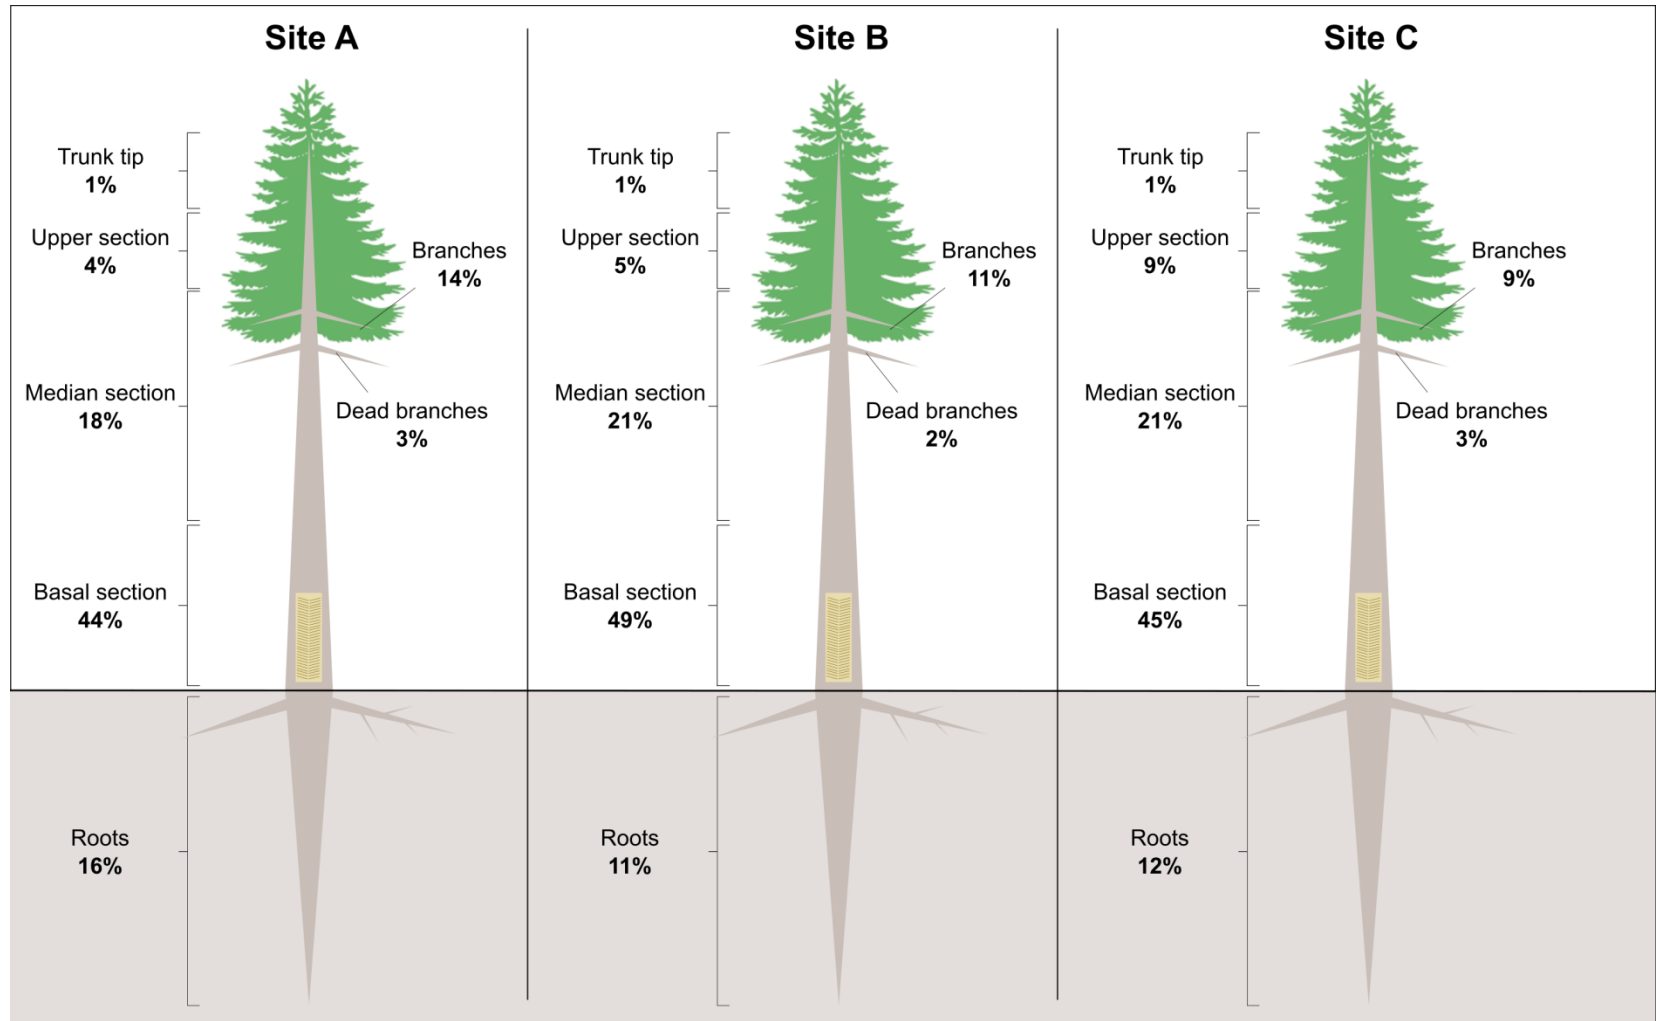 Site A
Trunk tip
1%
Upper section
4%
Branches
14%
Median section
18%
Dead branches
3%
Basal section
44%
Roots
16%
Site B
Trunk tip
1%
Upper section
5%
Branches
11%
Median section
21%
Dead branches
2%
Basal section
49%
Roots
11%
Site C
Trunk tip
1%
Upper section
9%
Branches
9%
Median section
21%
Dead branches
3%
Basal section
45%
Roots
12%